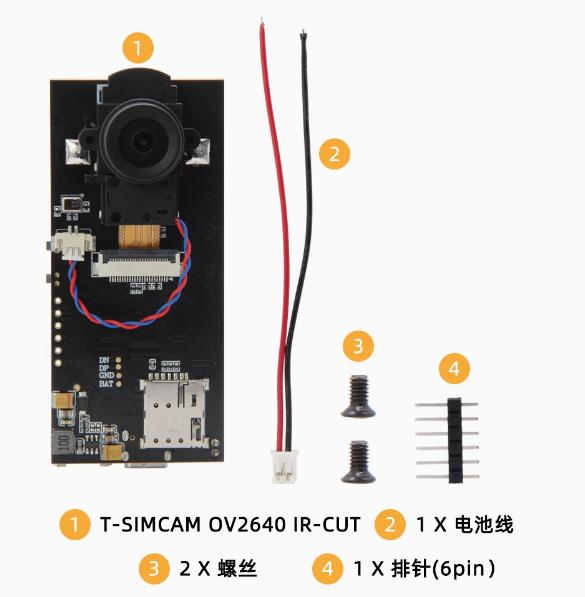 1
2
DN
DP
GND
BAT
3
4
100
1 T-SIMCAM OV2640 IR-CUT 2 1 X 电池线
3 2 X 螺丝 4 1 X 排针(6pin)